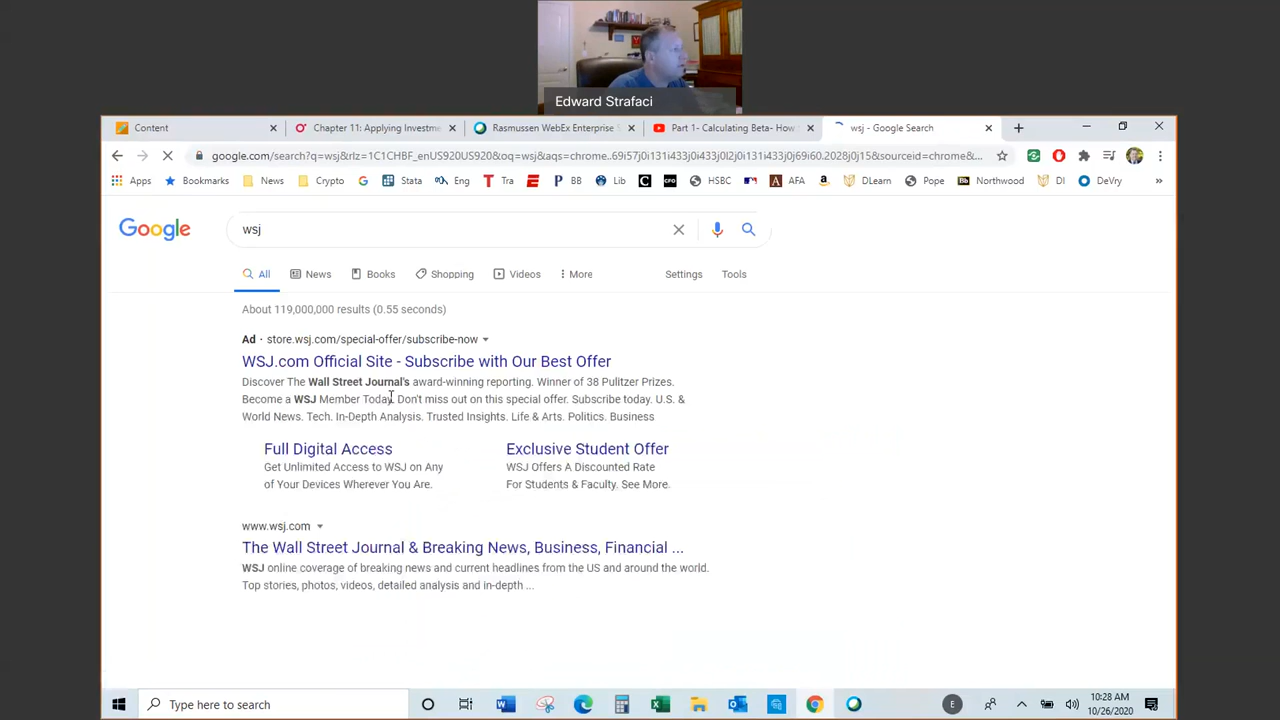 Edward Strafaci
Content
Chapter 11: Applying Investme
Rasmussen WebEx Enterprise
Part 1- Calculating Beta- How
wsj - Google Search
google.com/search?q=wsj&rlz=1C1CHBF_enUS920US920&oq=wsj&aqs=chrome..69i57j0i131i433j0i433j0l2j0i131i433j0j69i60.2028j0j15&sourceid=chrome&...
Apps
Bookmarks
News
Crypto
Stata
Eng
Tra
BB
Lib
HSBC
AFA
DLearn
Pope
Northwood
DI
DeVry
»
Google
wsj
All
News
Books
Shopping
Videos
More
Settings
Tools
About 119,000,000 results (0.55 seconds)
Ad · store.wsj.com/special-offer/subscribe-now
WSJ.com Official Site - Subscribe with Our Best Offer
Discover The Wall Street Journal's award-winning reporting. Winner of 38 Pulitzer Prizes.
Become a WSJ Member Today. Don't miss out on this special offer. Subscribe today. U.S. &
World News. Tech. In-Depth Analysis. Trusted Insights. Life & Arts. Politics. Business
Full Digital Access
Get Unlimited Access to WSJ on Any
of Your Devices Wherever You Are.
Exclusive Student Offer
WSJ Offers A Discounted Rate
For Students & Faculty. See More.
www.wsj.com
The Wall Street Journal & Breaking News, Business, Financial ...
WSJ online coverage of breaking news and current headlines from the US and around the world.
Top stories, photos, videos, detailed analysis and in-depth ...
Type here to search
E
10:28 AM
10/26/2020